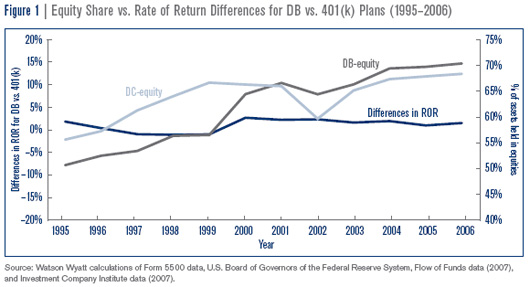 Figure 1 | Equity Share vs. Rate of Return Differences for DB vs. 401(k) Plans (1995–2006)
Differences in ROR for DB vs. 401(k)
20%
15%
10%
5%
0%
–5%
–10%
–15%
–20%
DC-equity
DB-equity
Differences in ROR
75%
70%
65%
60%
55%
50%
45%
40%
% of assets held in equities
1995 1996 1997 1998 1999 2000 2001 2002 2003 2004 2005 2006
Year
Source: Watson Wyatt calculations of Form 5500 data, U.S. Board of Governors of the Federal Reserve System, Flow of Funds data (2007),
and Investment Company Institute data (2007).